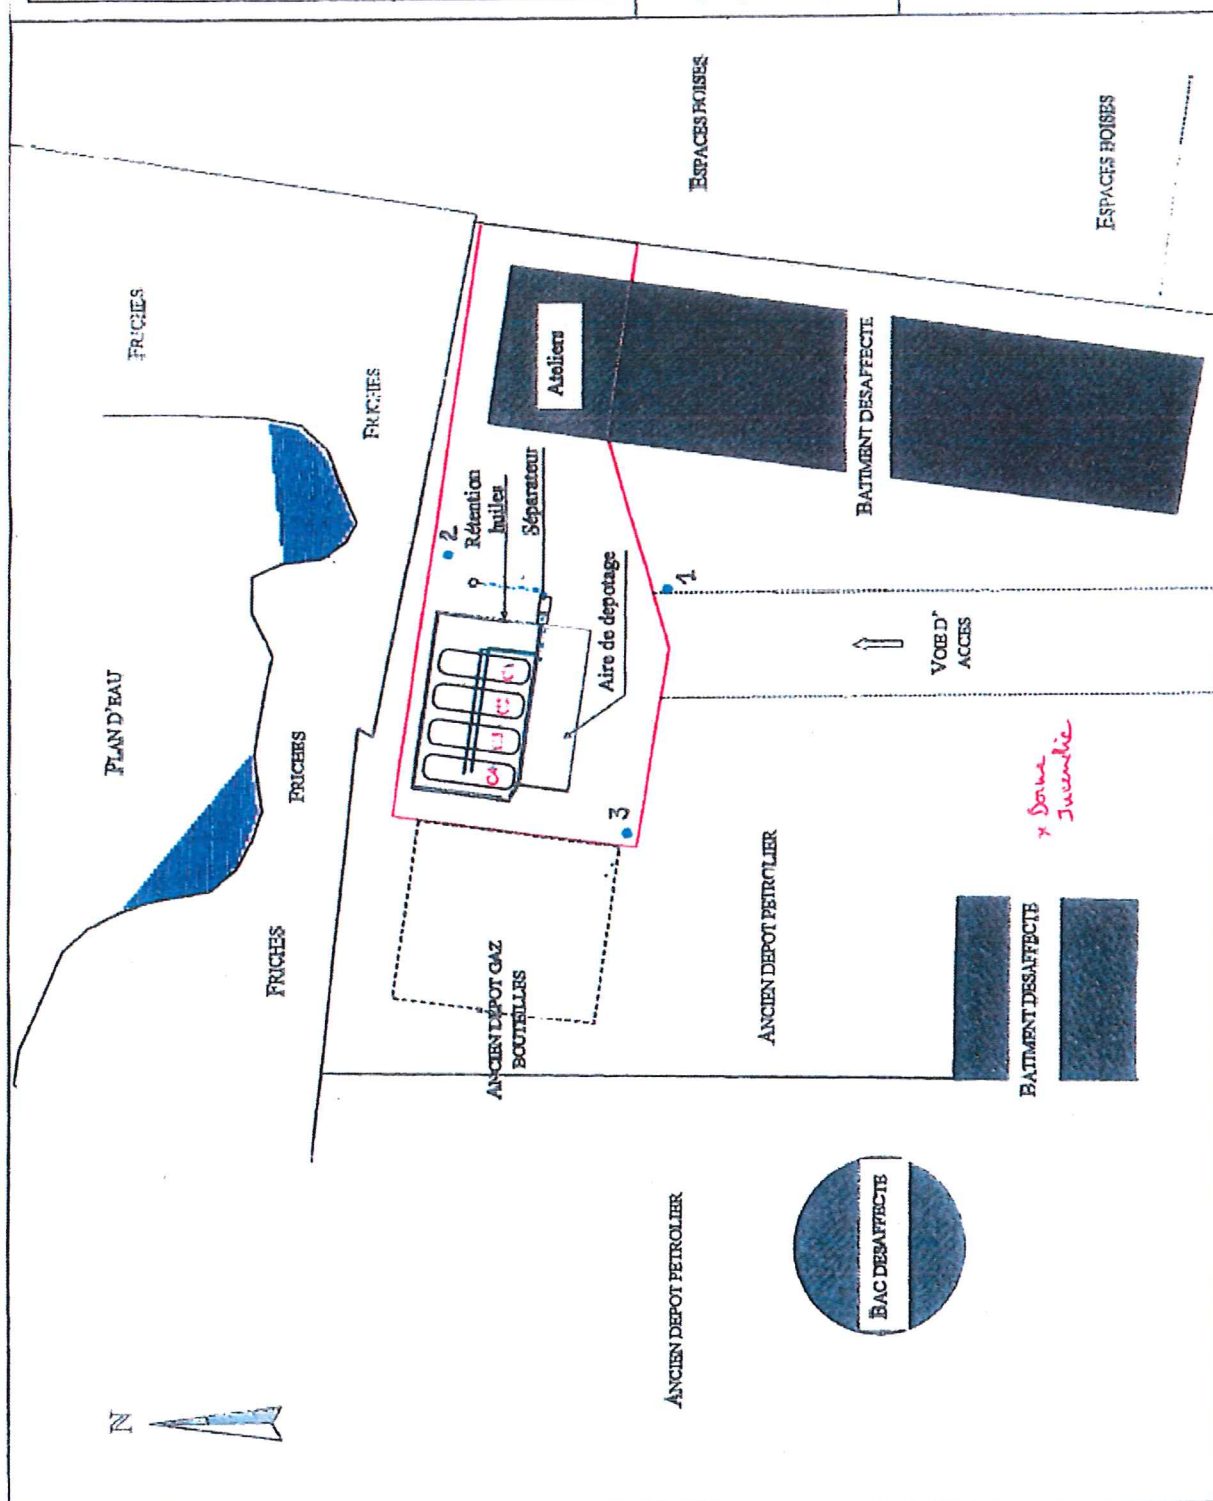 N
PLAN D'EAU
FRICHES
FRICHES
FRICHES
FRICHES
ESPACES BOISES
ESPACES BOISES
Ateliers
2
Rétention
huiles
Séparateur
Aire de depotage
C4
C3
C2
C1
3
1
ANCIEN DEPOT GAZ
BOUTEILLES
BATIMENT DESAFFECTE
VOIE D'
ACCES
ANCIEN DEPOT PETROLIER
ANCIEN DEPOT PETROLIER
x Borne
Incendie
BATIMENT DESAFFECTE
BAC DESAFFECTE